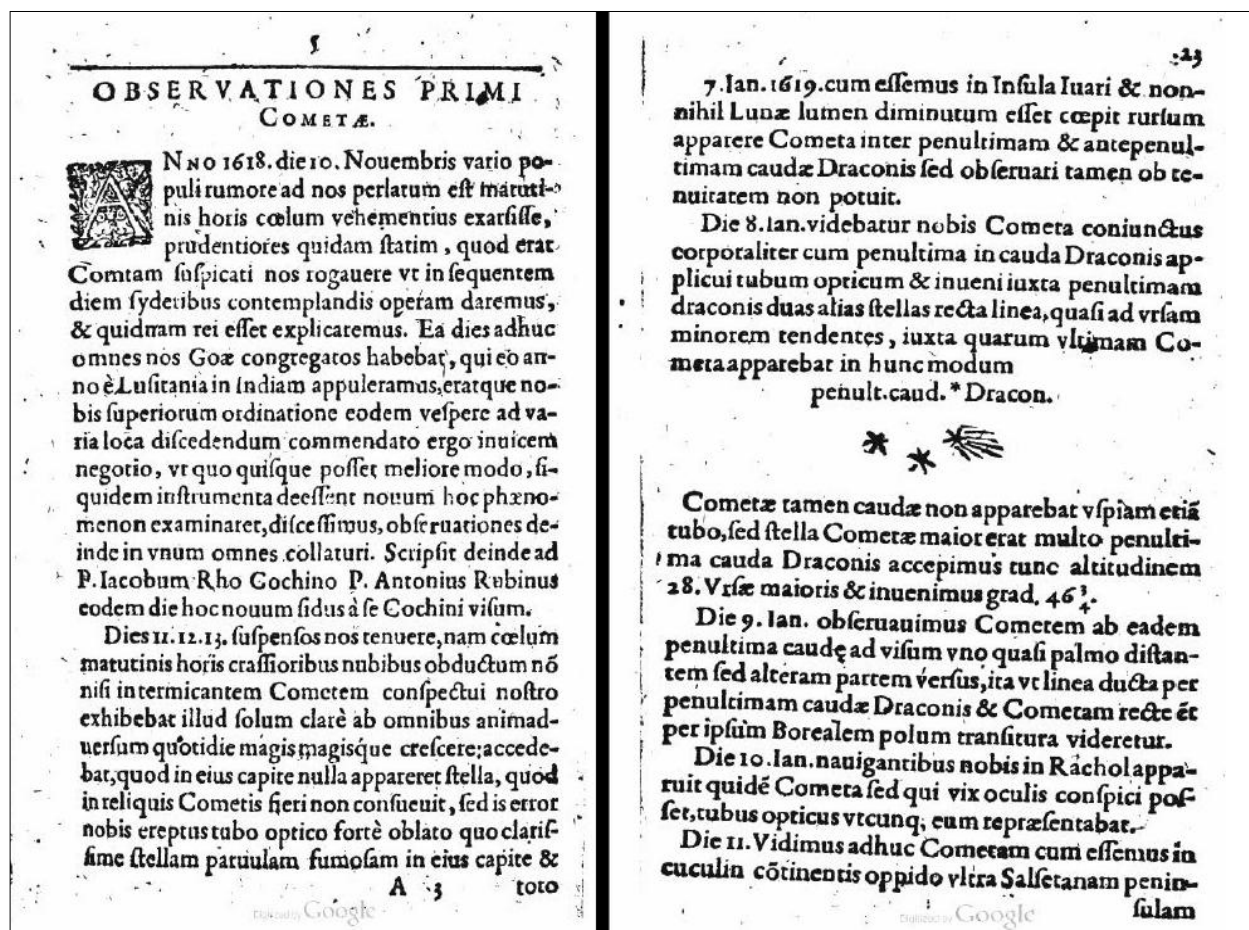 5
OBSERVATIONES PRIMI
COMETÆ.
ANNO 1618. die 10. Nouembris vario po-
puli rumore ad nos perlatum est matuti-
nis horis cœlum vehementius exarsisse,
prudentiores quidam statim, quod erat
Comtam suspicati nos rogauere vt in sequentem
diem syderibus contemplandis operam daremus,
& quidnam rei esset explicaremus. Ea dies adhuc
omnes nos Goæ congregatos habebat, qui eo an-
no è Lusitania in Indiam appuleramus, eratque no-
bis superiorum ordinatione eodem vespere ad va-
ria loca discedendum commendato ergo inuicem
negotio, vt quo quisque posset meliore modo, si-
quidem instrumenta deessent nouum hoc phæno-
menon examinaret, discessimus, obseruationes de-
inde in vnum omnes collaturi. Scripsit deinde ad
P. Iacobum Rho Cochino P. Antonius Rubinus
eodem die hoc nouum sidus à se Cochini visum.
Dies 11. 12. 13. suspensos nos tenuere, nam cœlum
matutinis horis crassioribus nubibus obductum nõ
nisi intermicantem Cometem conspectui nostro
exhibebat illud solum clarè ab omnibus animad-
uersum quotidie magis magisque crescere; accede-
bat, quod in eius capite nulla appareret stella, quod
in reliquis Cometis fieri non consueuit, sed is error
nobis ereptus tubo optico fortè oblato quo claris-
sime stellam paruulam fumosam in eius capite &
A 3 toto
Digitized by Google
23
7. Ian. 1619. cum essemus in Insula Iuari & non-
nihil Lunæ lumen diminutum esset cœpit rursum
apparere Cometa inter penultimam & antepenul-
timam caudæ Draconis sed obseruari tamen ob te-
nuitatem non potuit.
Die 8. Ian. videbatur nobis Cometa coniunctus
corporaliter cum penultima in cauda Draconis ap-
plicui tubum opticum & inueni iuxta penultimam
draconis duas alias stellas recta linea, quasi ad vrsam
minorem tendentes, iuxta quarum vltimam Co-
meta apparebat in hunc modum
penult. caud. * Dracon.
Cometæ tamen caudæ non apparebat vspiam etiã
tubo, sed stella Cometæ maior erat multo penulti-
ma cauda Draconis accepimus tunc altitudinem
28. Vrsæ maioris & inuenimus grad. 46 3/4.
Die 9. Ian. obseruauimus Cometem ab eadem
penultima caudę ad visum vno quasi palmo distan-
tem sed alteram partem versus, ita vt linea ducta per
penultimam caudæ Draconis & Cometam recte ét
per ipsum Borealem polum transitura videretur.
Die 10. Ian. nauigantibus nobis in Rachol appa-
ruit quidé Cometa sed qui vix oculis conspici pos-
set, tubus opticus vtcunq; eum repræsentabat.
Die 11. Vidimus adhuc Cometam cum essemus in
cuculin cõtinentis oppido vltra Salsetanam penin-
sulam
Digitized by Google